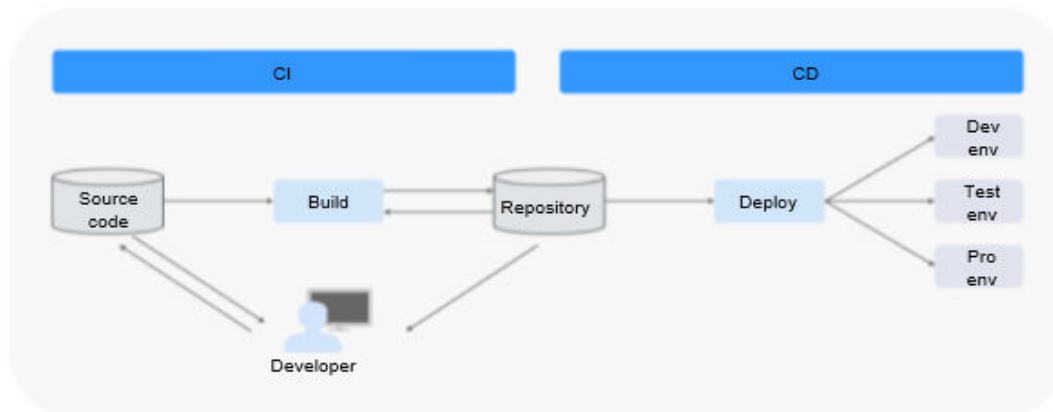 CI
CD
Source
code
Build
Repository
Deploy
Dev
env
Test
env
Pro
env
Developer